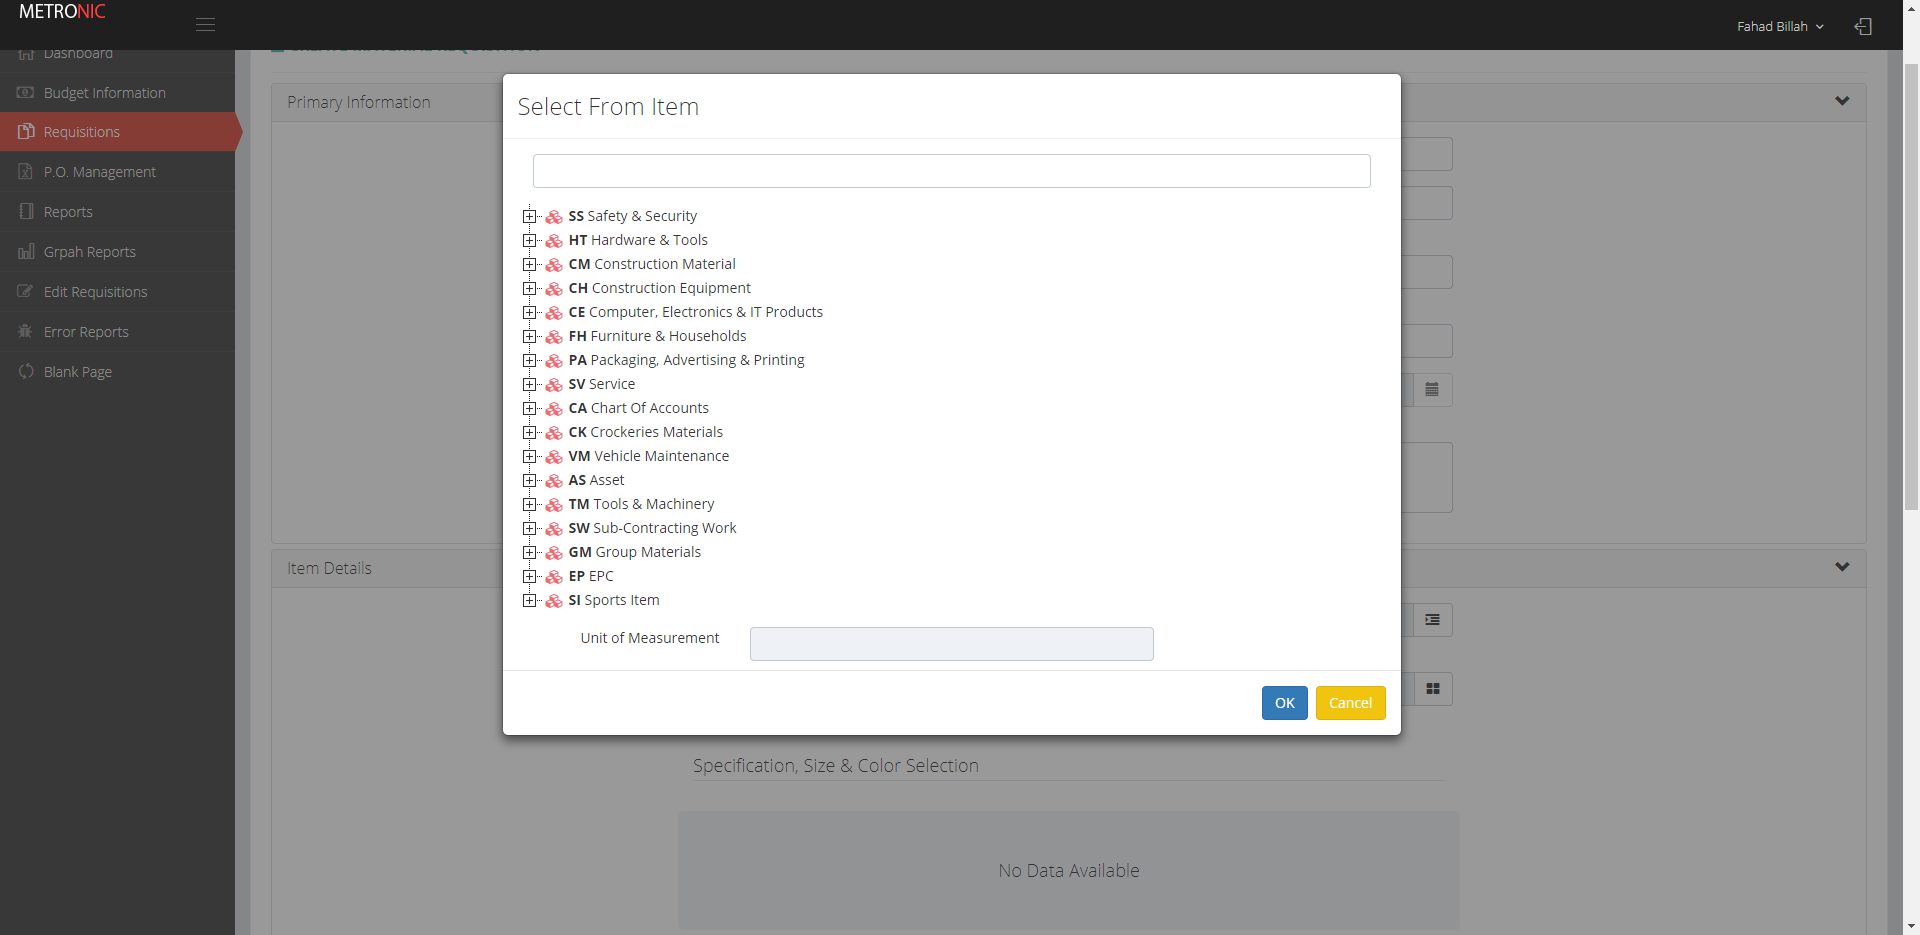 METRONIC
Fahad Billah
Dashboard
Budget Information
Requisitions
P.O. Management
Reports
Grpah Reports
Edit Requisitions
Error Reports
Blank Page
Primary Information
Select From Item
SS Safety & Security
HT Hardware & Tools
CM Construction Material
CH Construction Equipment
CE Computer, Electronics & IT Products
FH Furniture & Households
PA Packaging, Advertising & Printing
SV Service
CA Chart Of Accounts
CK Crockeries Materials
VM Vehicle Maintenance
AS Asset
TM Tools & Machinery
SW Sub-Contracting Work
GM Group Materials
EP EPC
SI Sports Item
Unit of Measurement
OK
Cancel
Item Details
Specification, Size & Color Selection
No Data Available